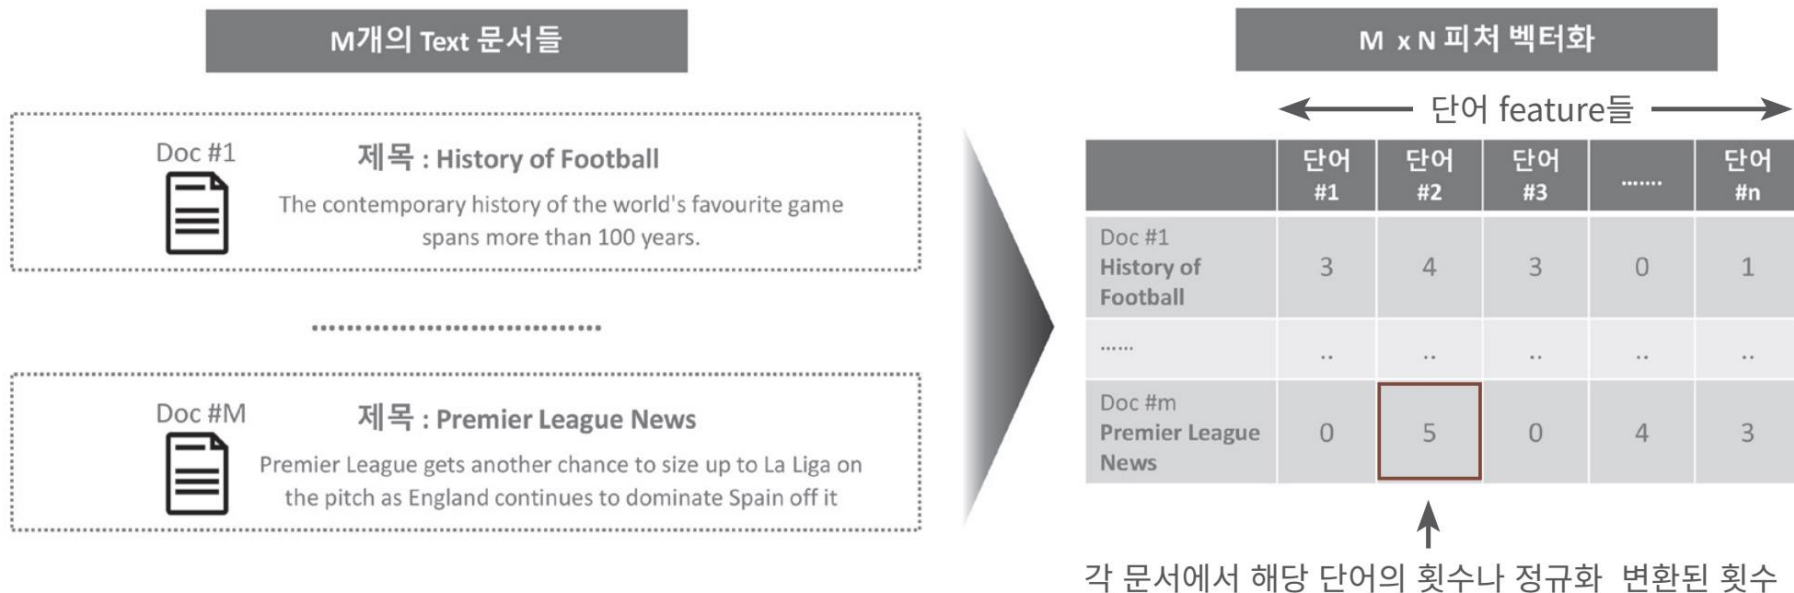 M개의 Text 문서들
Doc #1
제목 : History of Football
The contemporary history of the world's favourite game
spans more than 100 years.
Doc #M
제목 : Premier League News
Premier League gets another chance to size up to La Liga on
the pitch as England continues to dominate Spain off it
M x N 피처 벡터화
단어 feature들
단어 #1 단어 #2 단어 #3 ....... 단어 #n
Doc #1
History of 3 4 3 0 1
Football
...... .. .. .. .. ..
Doc #m
Premier League 0 5 0 4 3
News
각 문서에서 해당 단어의 횟수나 정규화 변환된 횟수